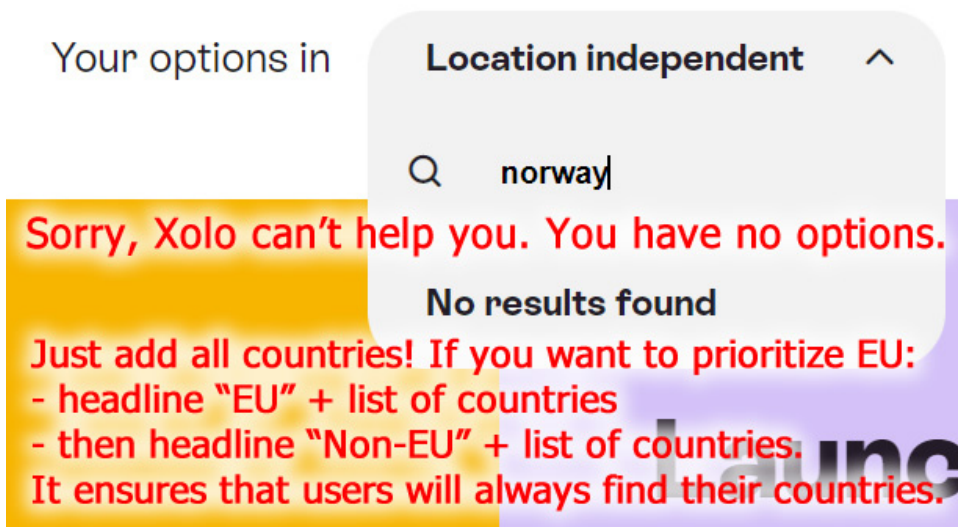 Your options in Location independent
norway
Sorry, Xolo can’t help you. You have no options.
No results found
Just add all countries! If you want to prioritize EU:
- headline “EU” + list of countries
- then headline “Non-EU” + list of countries.
Launc
It ensures that users will always find their countries.